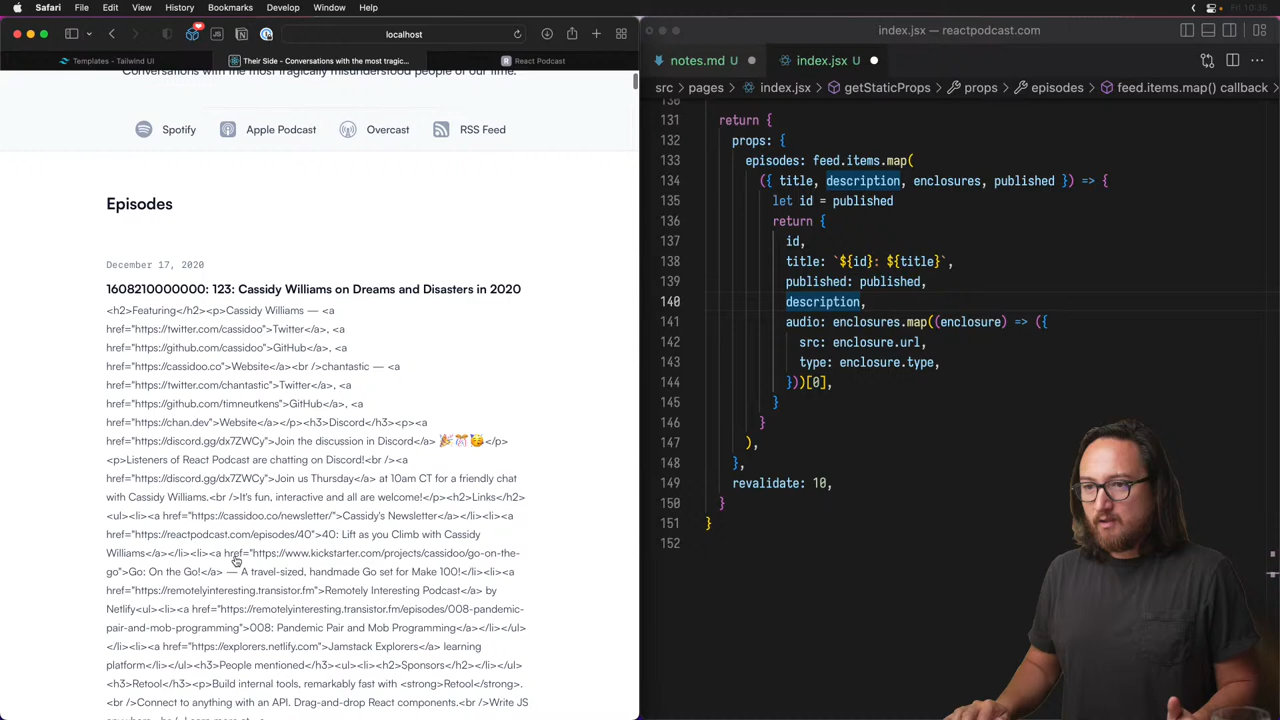 Safari File Edit View History Bookmarks Develop Window Help
Fri 10:35
localhost
index.jsx — reactpodcast.com
Templates - Tailwind UI
Their Side - Conversations with the most tragic...
React Podcast
notes.md U
index.jsx U
src > pages > index.jsx > getStaticProps > props > episodes > feed.items.map() callback
Conversations with the most tragically misunderstood people of our time.
Spotify
Apple Podcast
Overcast
RSS Feed
Episodes
December 17, 2020
1608210000000: 123: Cassidy Williams on Dreams and Disasters in 2020
<h2>Featuring</h2><p>Cassidy Williams — <a
href="https://twitter.com/cassidoo">Twitter</a>, <a
href="https://github.com/cassidoo">GitHub</a>, <a
href="https://cassidoo.co">Website</a><br />chantastic — <a
href="https://twitter.com/chantastic">Twitter</a>, <a
href="https://github.com/timneutkens">GitHub</a>, <a
href="https://chan.dev">Website</a></p><h3>Discord</h3><p><a
href="https://discord.gg/dx7ZWCy">Join the discussion in Discord</a> 🎉🎊🥳</p>
<p>Listeners of React Podcast are chatting on Discord!<br /><a
href="https://discord.gg/dx7ZWCy">Join us Thursday</a> at 10am CT for a friendly chat
with Cassidy Williams.<br />It's fun, interactive and all are welcome!</p><h2>Links</h2>
<ul><li><a href="https://cassidoo.co/newsletter/">Cassidy's Newsletter</a></li><li><a
href="https://reactpodcast.com/episodes/40">40: Lift as you Climb with Cassidy
Williams</a></li><li><a href="https://www.kickstarter.com/projects/cassidoo/go-on-the-
go">Go: On the Go!</a> — A travel-sized, handmade Go set for Make 100!</li><li><a
href="https://remotelyinteresting.transistor.fm">Remotely Interesting Podcast</a> by
Netlify<ul><li><a href="https://remotelyinteresting.transistor.fm/episodes/008-pandemic-
pair-and-mob-programming">008: Pandemic Pair and Mob Programming</a></li></ul>
</li><li><a href="https://explorers.netlify.com">Jamstack Explorers</a> learning
platform</li></ul><h3>People mentioned</h3><ul><li><h2>Sponsors</h2></li></ul>
<h3>Retool</h3><p>Build internal tools, remarkably fast with <strong>Retool</strong>.
<br />Connect to anything with an API. Drag-and-drop React components.<br />Write JS
130
131 return {
132 props: {
133 episodes: feed.items.map(
134 ({ title, description, enclosures, published }) => {
135 let id = published
136 return {
137 id,
138 title: `${id}: ${title}`,
139 published: published,
140 description,
141 audio: enclosures.map((enclosure) => ({
142 src: enclosure.url,
143 type: enclosure.type,
144 }))[0],
145 }
146 }
147 ),
148 },
149 revalidate: 10,
150 }
151 }
152